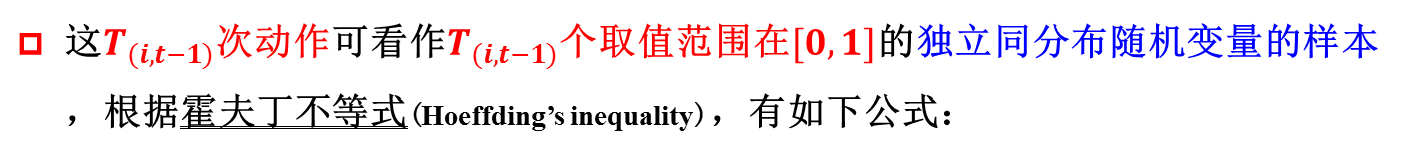 这T(i,t−1)次动作可看作T(i,t−1)个取值范围在[0,1]的独立同分布随机变量的样本
，根据霍夫丁不等式(Hoeffding’s inequality)，有如下公式：